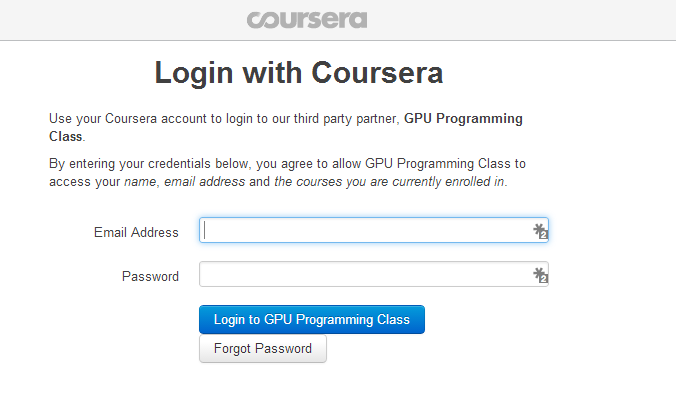 coursera
Login with Coursera
Use your Coursera account to login to our third party partner, GPU Programming
Class.
By entering your credentials below, you agree to allow GPU Programming Class to
access your name, email address and the courses you are currently enrolled in.
Email Address
2
Password
2
Login to GPU Programming Class
Forgot Password